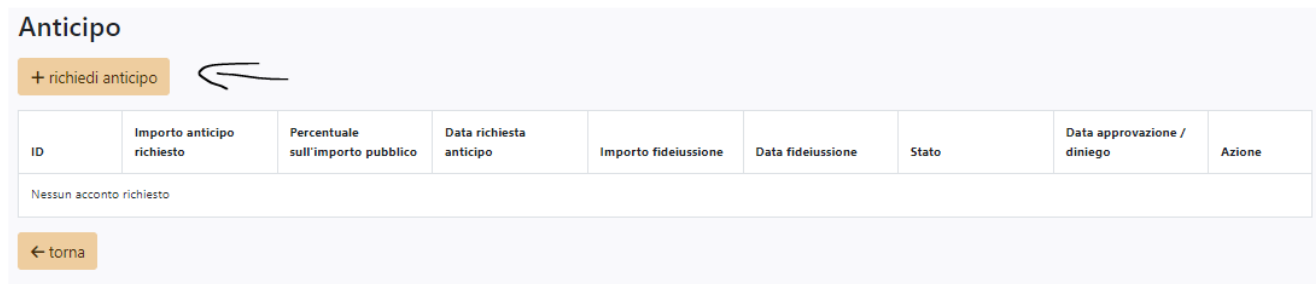 Anticipo
+ richiedi anticipo
ID
Importo anticipo
richiesto
Percentuale
sull'importo pubblico
Data richiesta
anticipo
Importo fideiussione
Data fideiussione
Stato
Data approvazione /
diniego
Azione
Nessun acconto richiesto
← torna